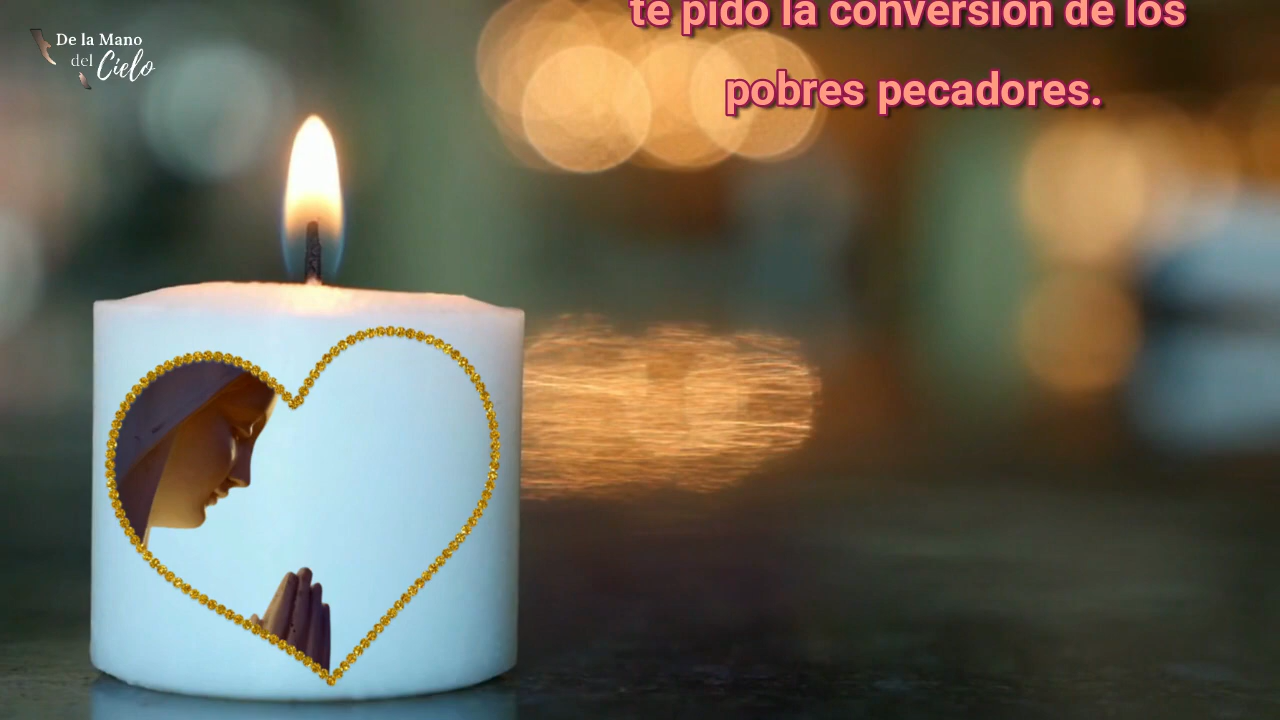 De la Mano
del Cielo
te pido la conversión de los
pobres pecadores.